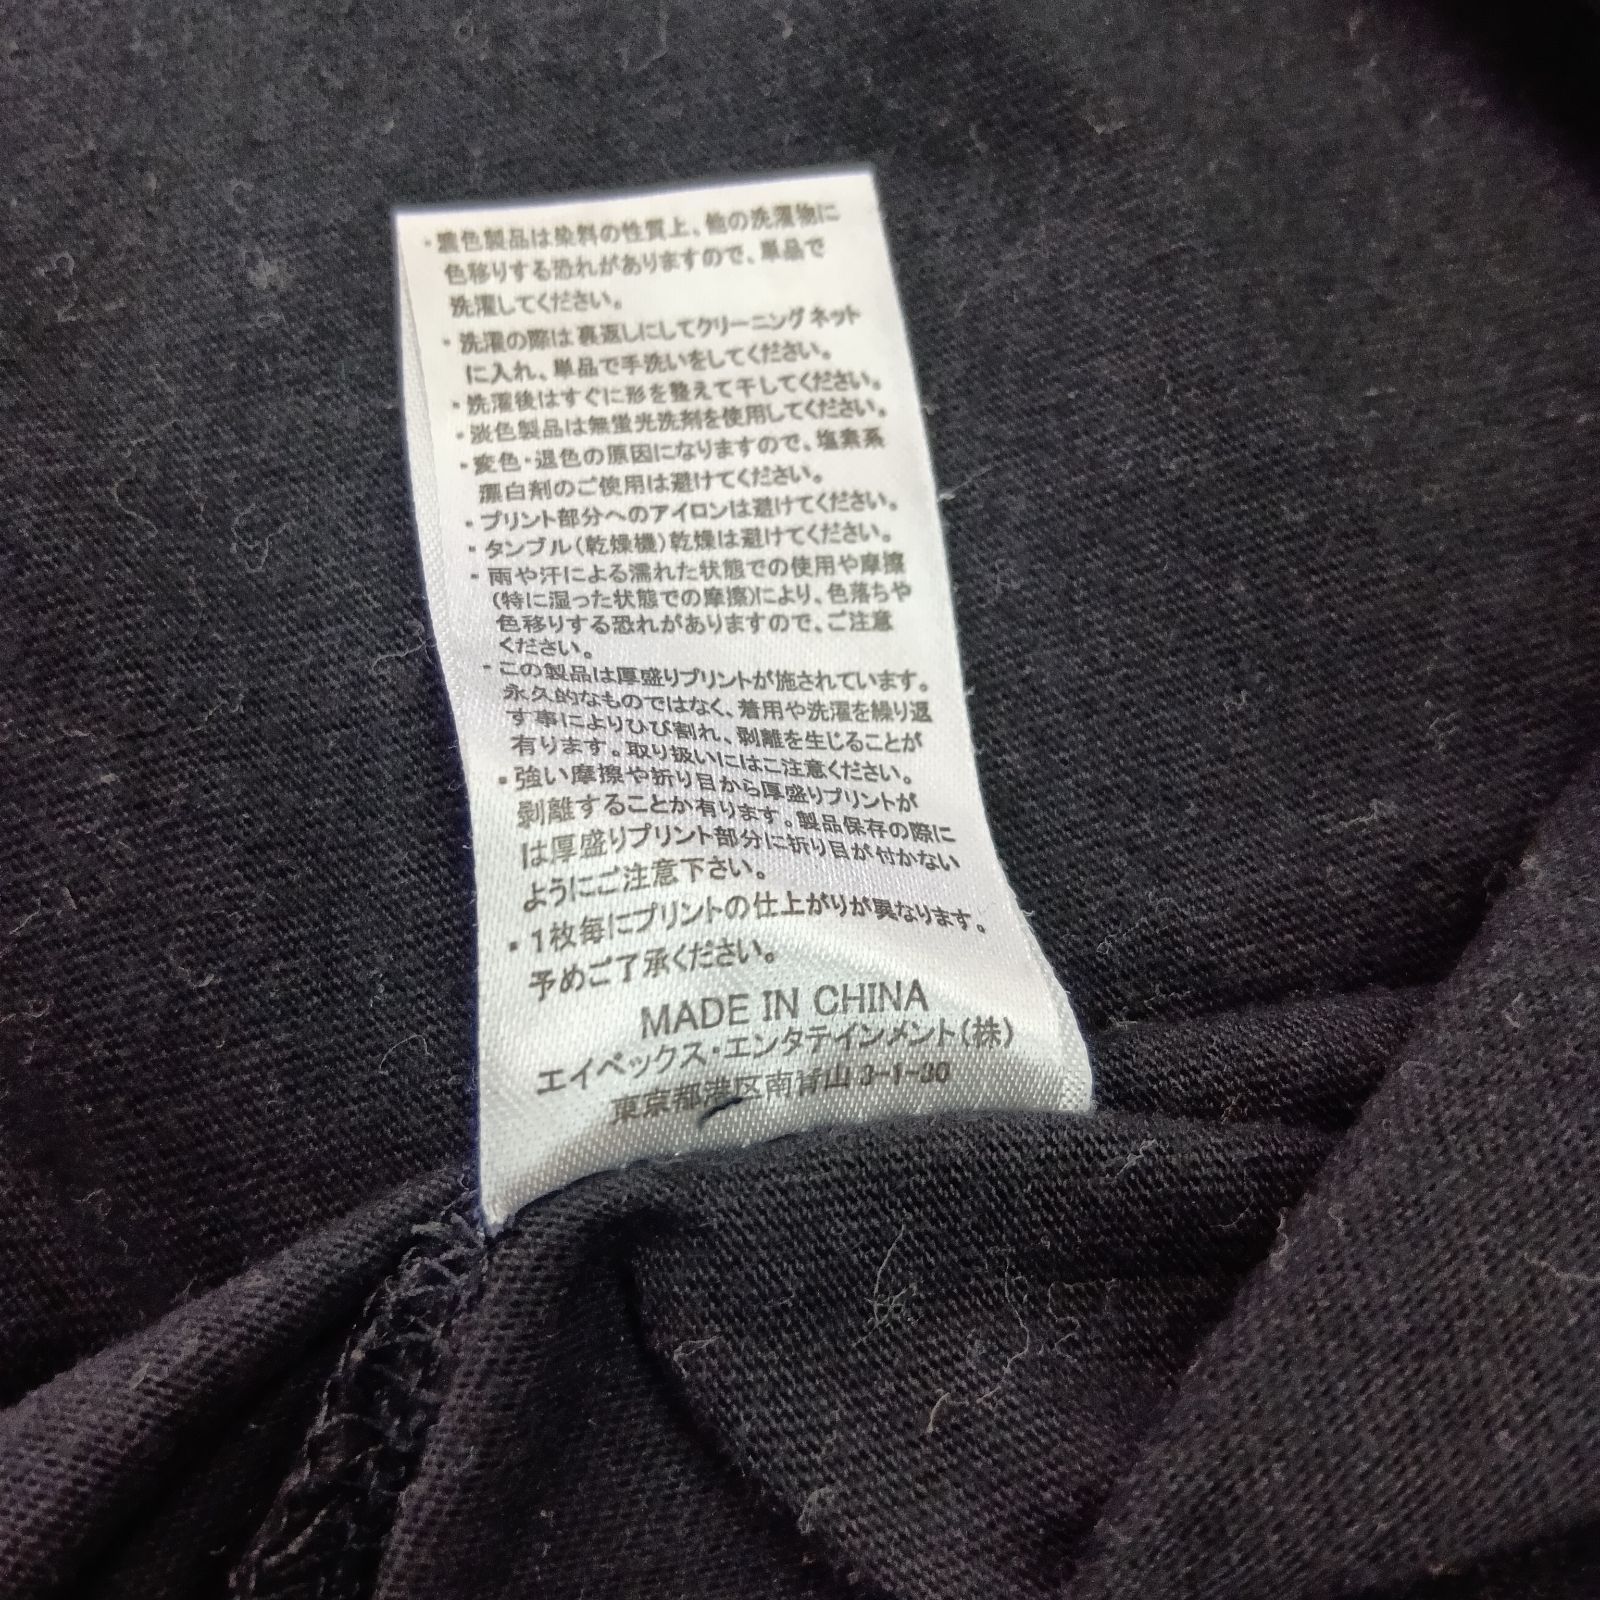 ・濃色製品は染料の性質上、他の洗濯物に
色移りする恐れがありますので、単品で
洗濯してください。
・洗濯の際は裏返しにしてクリーニングネット
に入れ、単品で手洗いをしてください。
・洗濯後はすぐに形を整えて干してください。
・淡色製品は無蛍光洗剤を使用してください。
・変色・退色の原因になりますので、塩素系
漂白剤のご使用は避けてください。
・プリント部分へのアイロンは避けてください。
・タンブル(乾燥機)乾燥は避けてください。
・雨や汗による濡れた状態での使用や摩擦
(特に湿った状態での摩擦)により、色落ちや
色移りする恐れがありますので、ご注意
ください。
・この製品は厚盛りプリントが施されています。
永久的なものではなく、着用や洗濯を繰り返
す事によりひび割れ、剥離を生じることが
有ります。取り扱いにはご注意ください。
・強い摩擦や折り目から厚盛りプリントが
剥離することが有ります。製品保存の際に
は厚盛りプリント部分に折り目が付かない
ようにご注意下さい。
・1枚毎にプリントの仕上がりが異なります。
予めご了承ください。
MADE IN CHINA
エイベックス・エンタテインメント(株)
東京都港区南青山3-1-30